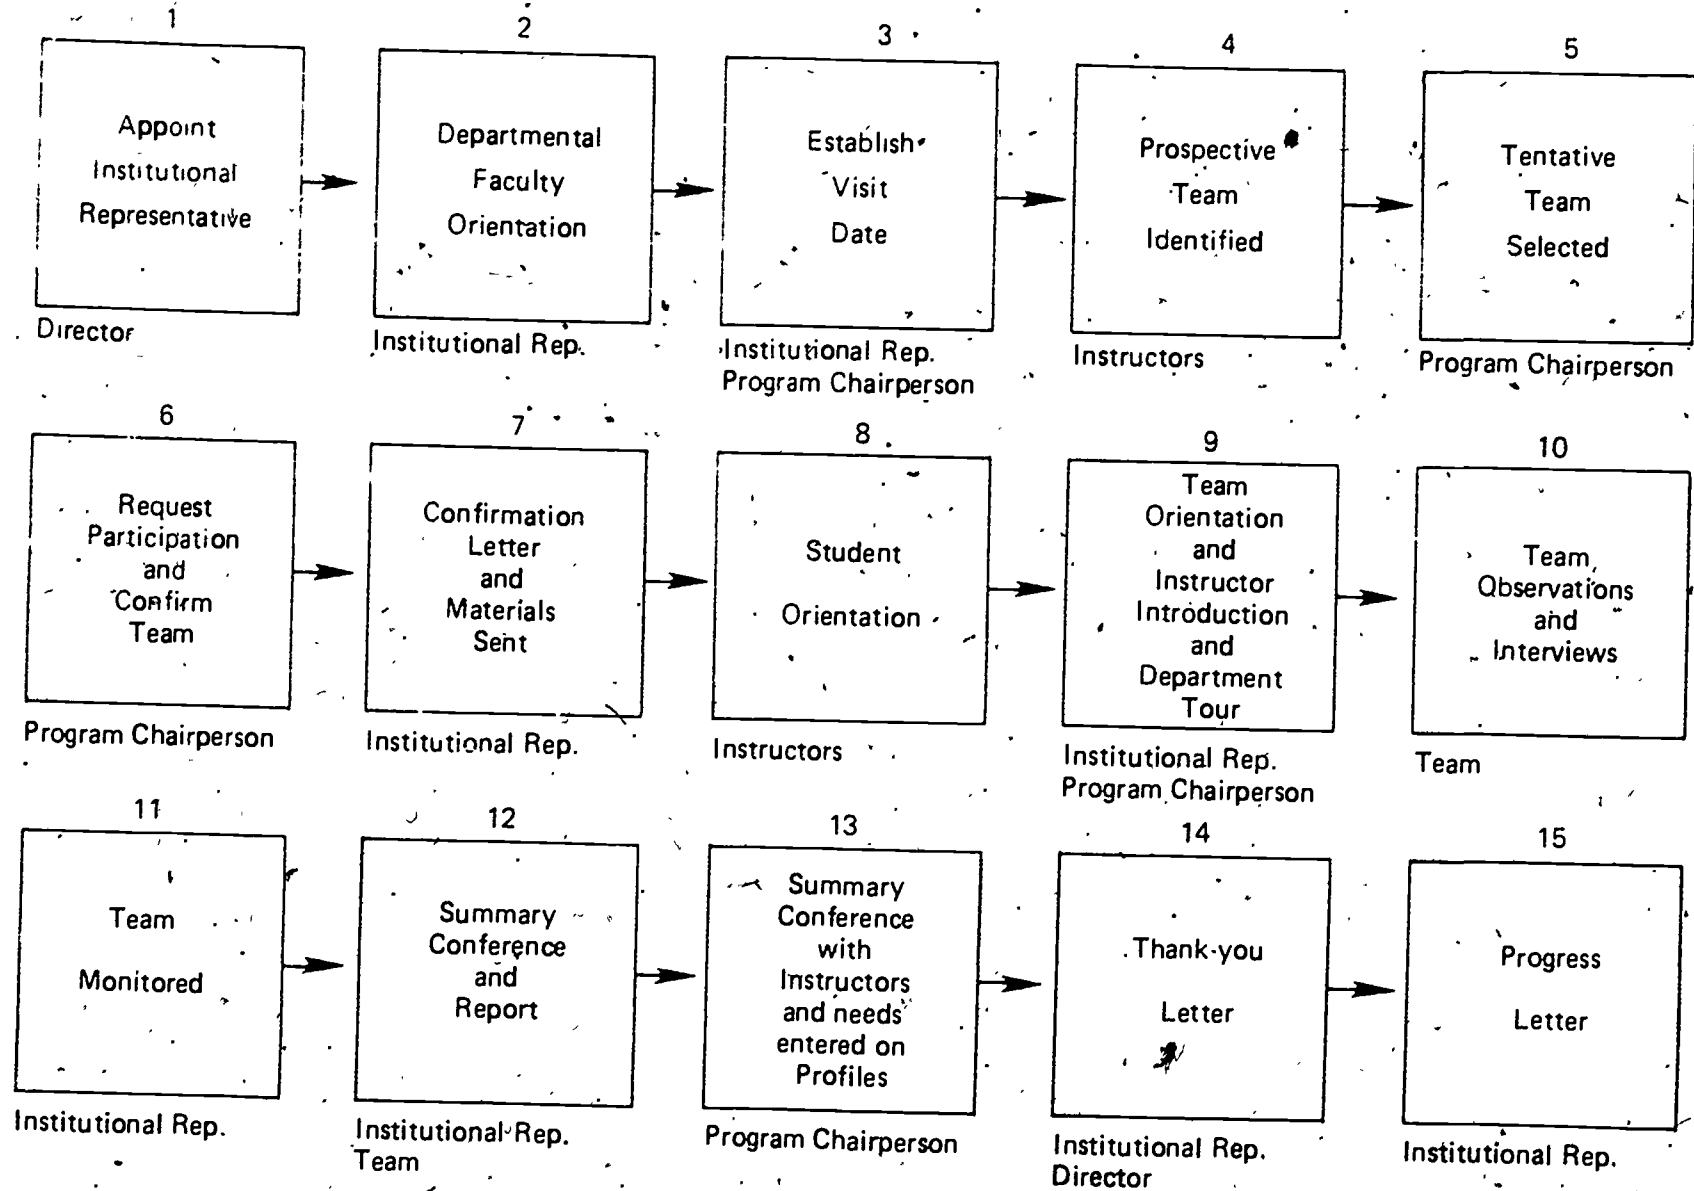 1
Appoint
Institutional
Representative
Director
2
Departmental
Faculty
Orientation
Institutional Rep.
3
Establish
Visit
Date
Institutional Rep.
Program Chairperson
4
Prospective
Team
Identified
Instructors
5
Tentative
Team
Selected
Program Chairperson
6
Request
Participation
and
Confirm
Team
Program Chairperson
7
Confirmation
Letter
and
Materials
Sent
Institutional Rep.
8
Student
Orientation
Instructors
9
Team
Orientation
and
Instructor
Introduction
and
Department
Tour
Institutional Rep.
Program Chairperson
10
Team
Observations
and
Interviews
Team
11
Team
Monitored
Institutional Rep.
12
Summary
Conference
and
Report
Institutional Rep.
Team
13
Summary
Conference
with
Instructors
and needs
entered on
Profiles
Program Chairperson
14
Thank-you
Letter
Institutional Rep.
Director
15
Progress
Letter
Institutional Rep.